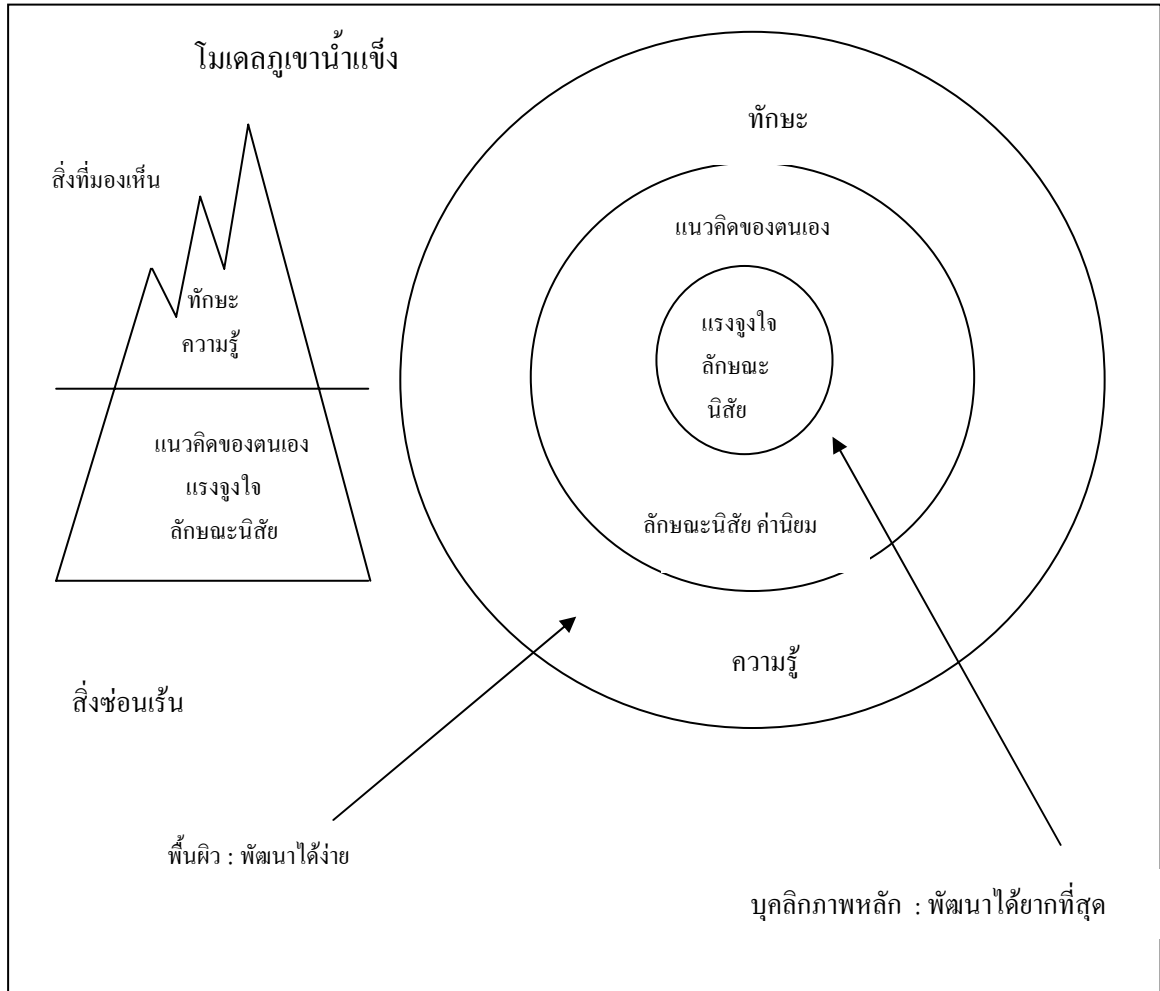 โมเดลภูเขาน้ำแข็ง
สิ่งที่มองเห็น
ทักษะ
ความรู้
แนวคิดของตนเอง
แรงจูงใจ
ลักษณะนิสัย
สิ่งซ่อนเร้น
ทักษะ
แนวคิดของตนเอง
แรงจูงใจ
ลักษณะ
นิสัย
ลักษณะนิสัย ค่านิยม
ความรู้
พื้นผิว : พัฒนาได้ง่าย
บุคลิกภาพหลัก : พัฒนาได้ยากที่สุด